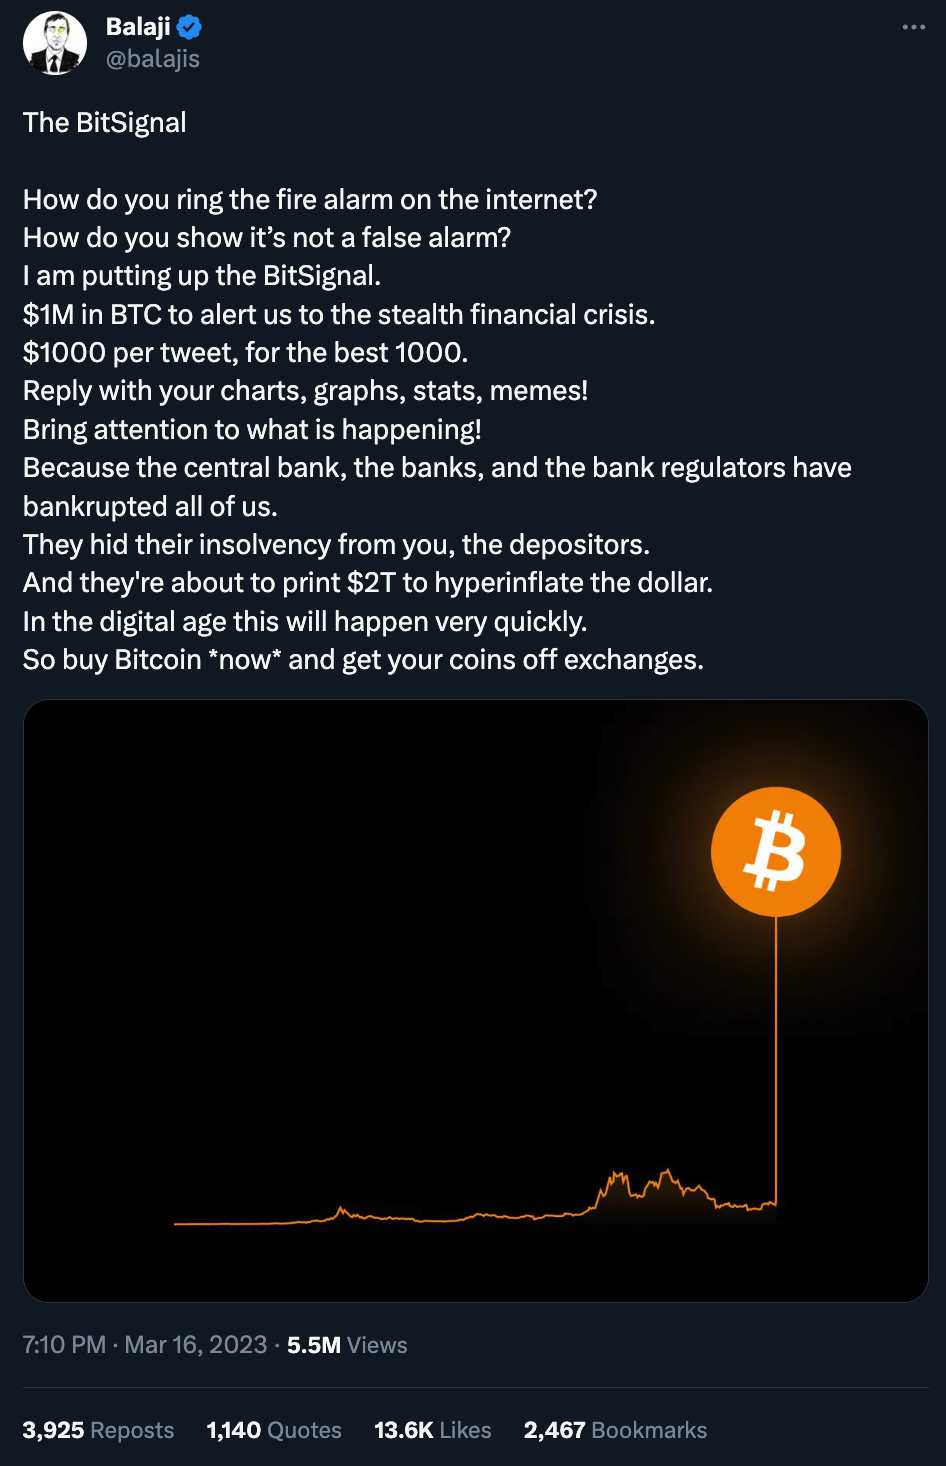 Balaji
@balajis
The BitSignal
How do you ring the fire alarm on the internet?
How do you show it’s not a false alarm?
I am putting up the BitSignal.
$1M in BTC to alert us to the stealth financial crisis.
$1000 per tweet, for the best 1000.
Reply with your charts, graphs, stats, memes!
Bring attention to what is happening!
Because the central bank, the banks, and the bank regulators have
bankrupted all of us.
They hid their insolvency from you, the depositors.
And they're about to print $2T to hyperinflate the dollar.
In the digital age this will happen very quickly.
So buy Bitcoin *now* and get your coins off exchanges.
7:10 PM · Mar 16, 2023 · 5.5M Views
3,925 Reposts 1,140 Quotes 13.6K Likes 2,467 Bookmarks